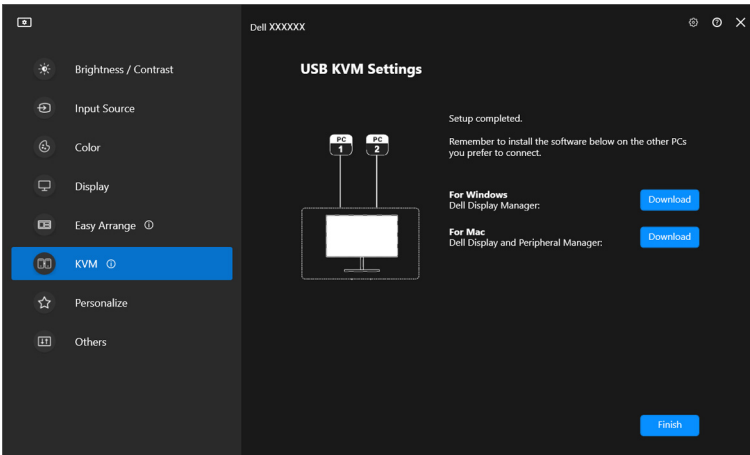 Dell XXXXXX
Brightness / Contrast
Input Source
Color
Display
Easy Arrange
KVM
Personalize
Others
USB KVM Settings
PC
1
PC
2
Setup completed.
Remember to install the software below on the other PCs
you prefer to connect.
For Windows
Dell Display Manager:
Download
For Mac
Dell Display and Peripheral Manager:
Download
Finish